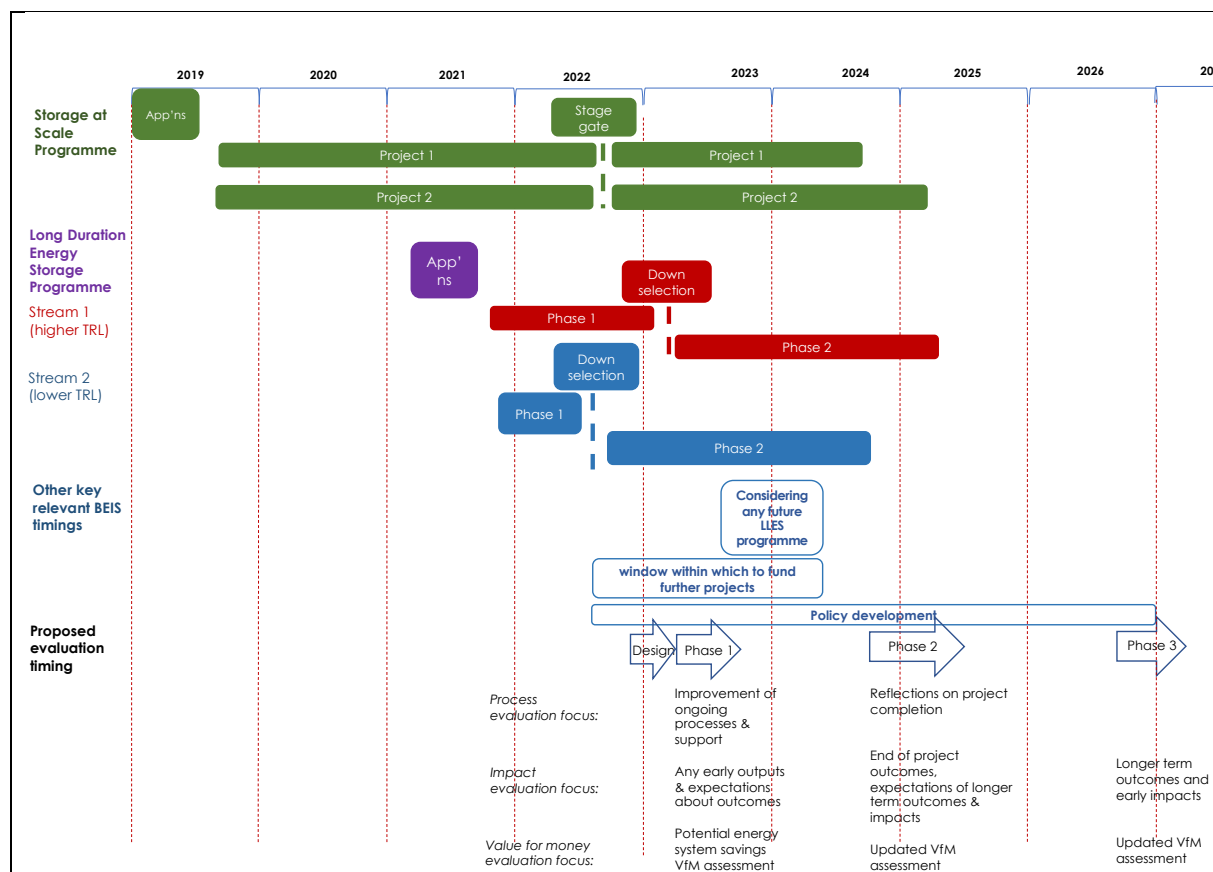 2019 2020 2021 2022 2023 2024 2025 2026 20
Storage at
Scale
Programme
App'ns
Stage
gate
Project 1
Project 1
Project 2
Project 2
Long Duration
Energy
Storage
Programme
App'
ns
Down
selection
Stream 1
(higher TRL)
Phase 1
Phase 2
Stream 2
(lower TRL)
Down
selection
Phase 1
Phase 2
Other key
relevant BEIS
timings
Considering
any future
LLES
programme
window within which to fund
further projects
Policy development
Proposed
evaluation
timing
Design
Phase 1
Phase 2
Phase 3
Process
evaluation focus:
Improvement of
ongoing
processes &
support
Reflections on project
completion
Impact
evaluation focus:
Any early outputs
& expectations
about outcomes
End of project
outcomes,
expectations of longer
term outcomes &
impacts
Longer term
outcomes and
early impacts
Value for money
evaluation focus:
Potential energy
system savings
VfM assessment
Updated VfM
assessment
Updated VfM
assessment